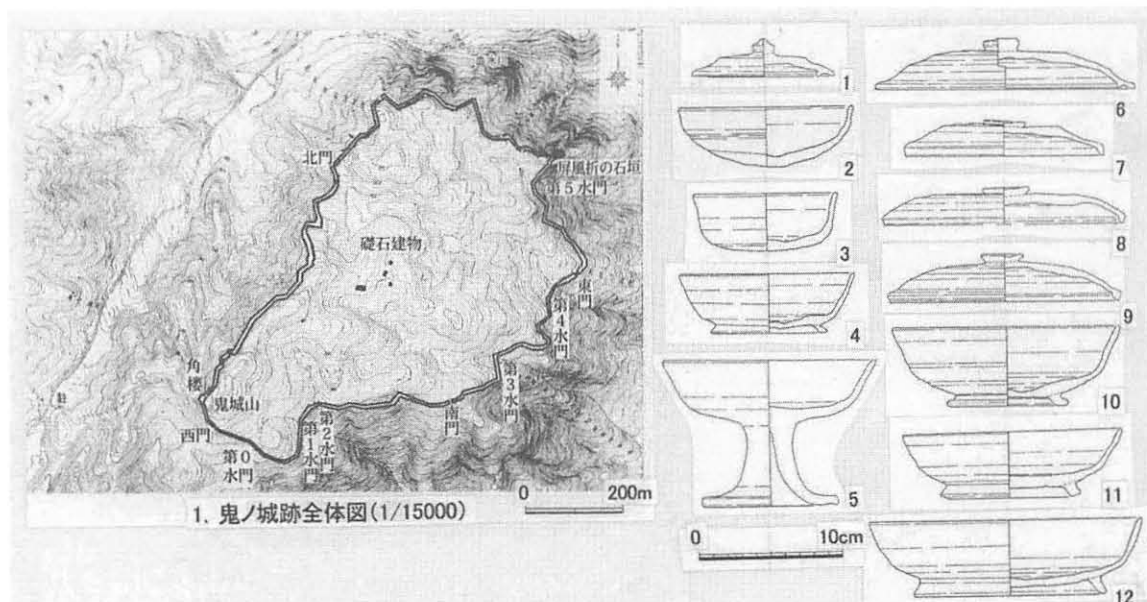 北門
屏風折の石垣
第5水門
礎石建物
東門
第4水門
角楼
鬼城山
第3水門
南門
西門
第0水門
第1水門
第2水門
0 200m
1. 鬼ノ城跡全体図(1/15000)
1
2
3
4
5
0 10cm
6
7
8
9
10
11
12